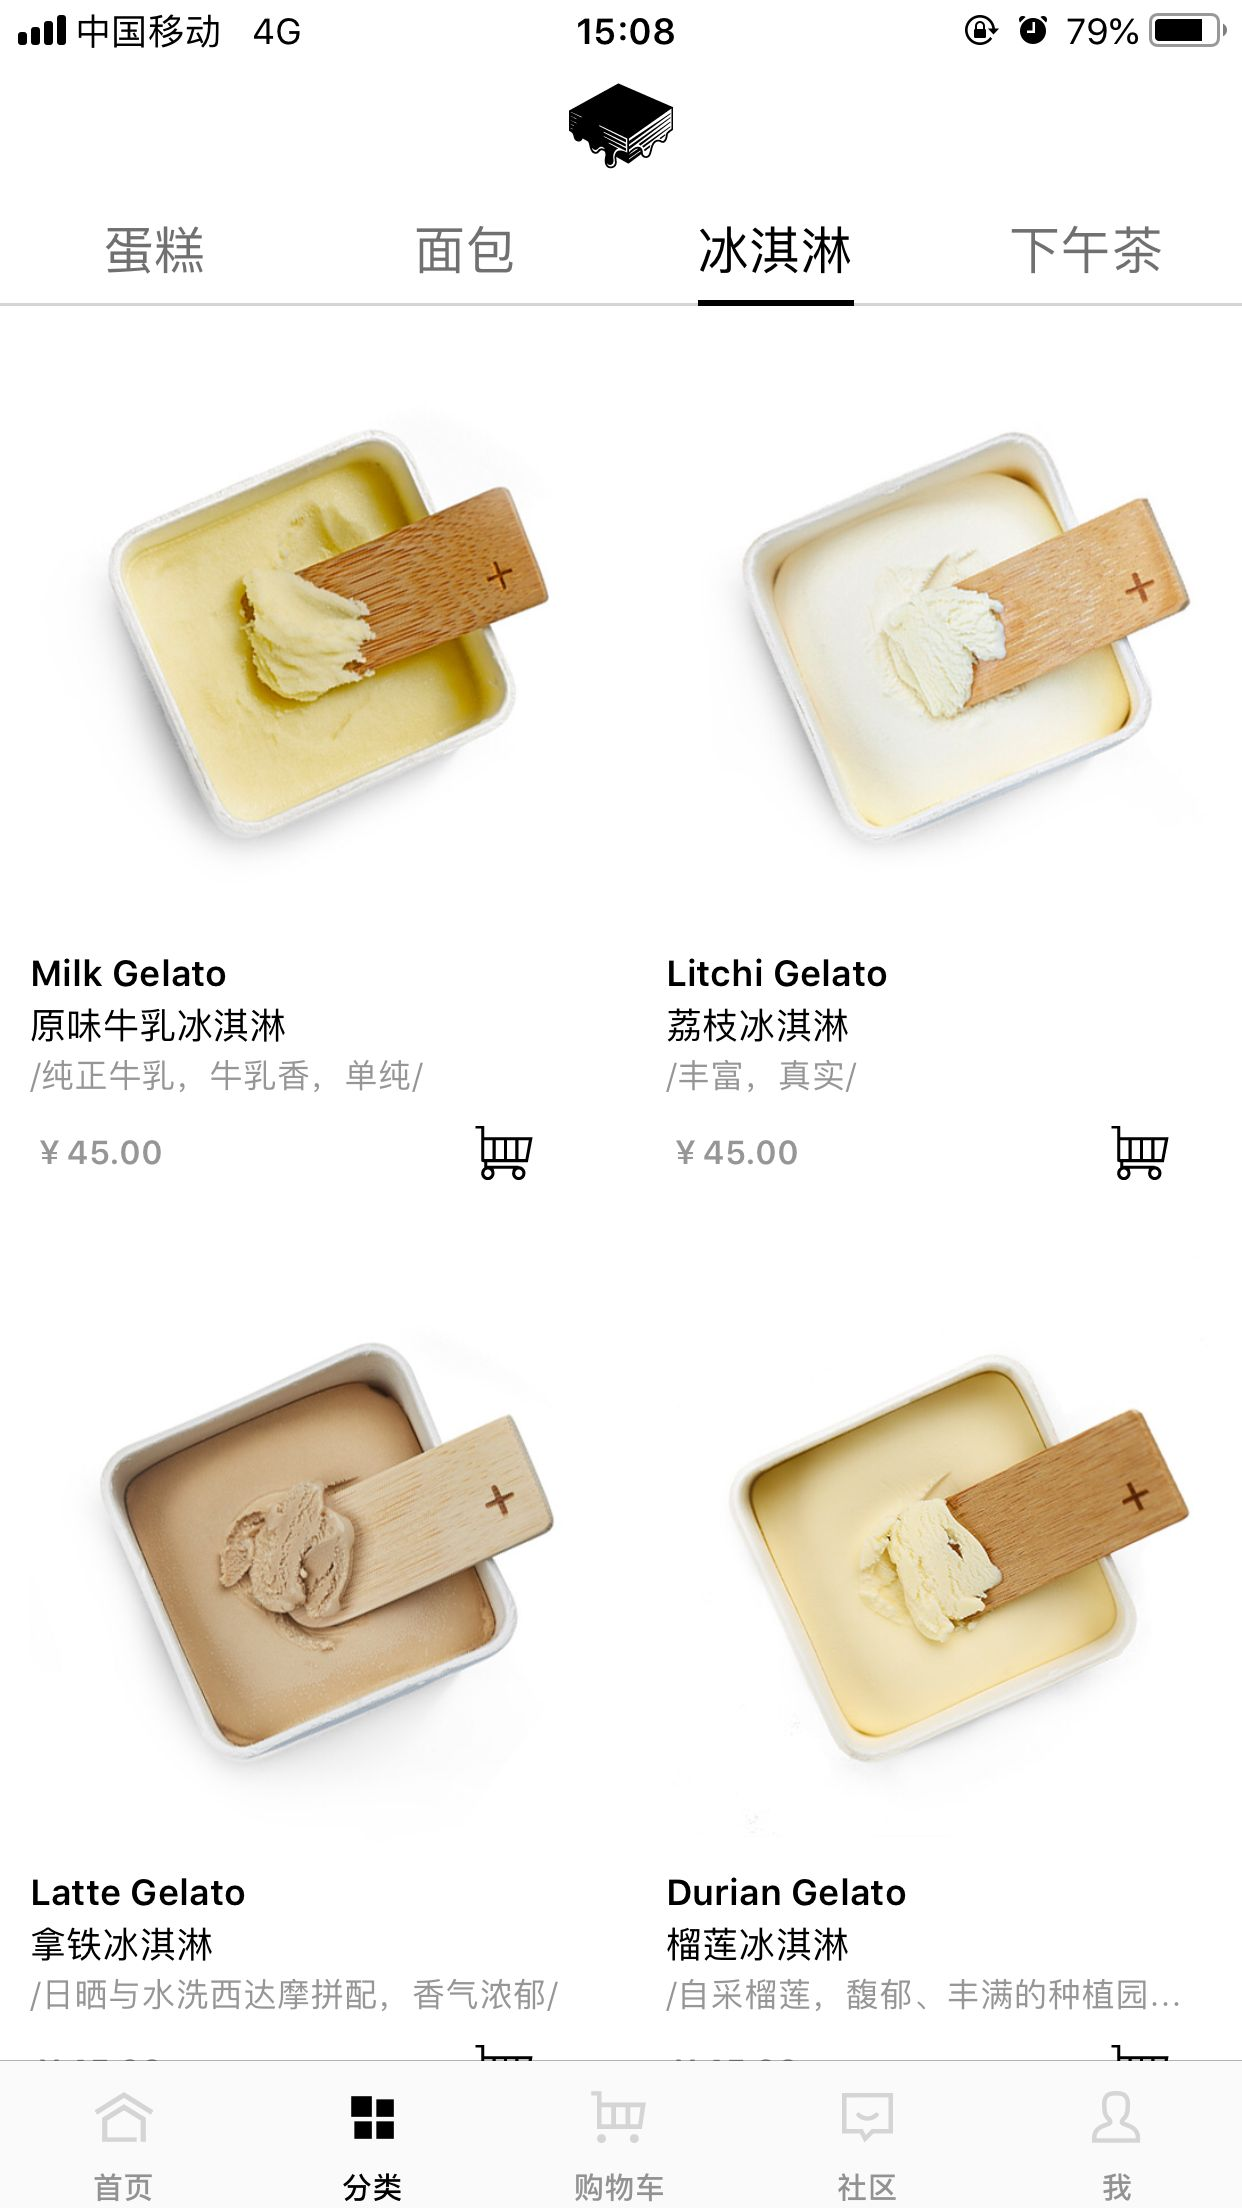 中国移动 4G 15:08 79%
蛋糕 面包 冰淇淋 下午茶
Milk Gelato
原味牛乳冰淇淋
/纯正牛乳，牛乳香，单纯/
¥ 45.00
Litchi Gelato
荔枝冰淇淋
/丰富，真实/
¥ 45.00
Latte Gelato
拿铁冰淇淋
/日晒与水洗西达摩拼配，香气浓郁/
Durian Gelato
榴莲冰淇淋
/自采榴莲，馥郁、丰满的种植园...
首页 分类 购物车 社区 我